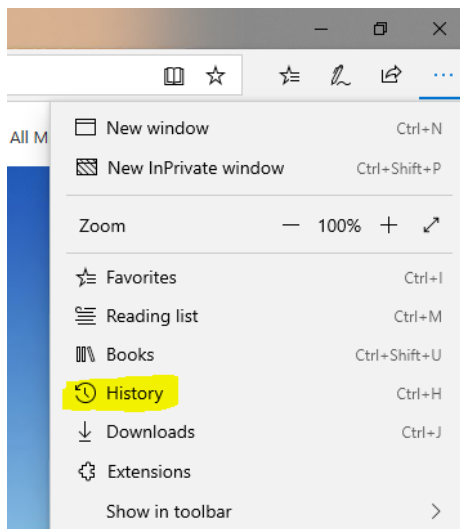 All M
New window Ctrl+N
New InPrivate window Ctrl+Shift+P
Zoom 100%
Favorites Ctrl+I
Reading list Ctrl+M
Books Ctrl+Shift+U
History Ctrl+H
Downloads Ctrl+J
Extensions
Show in toolbar